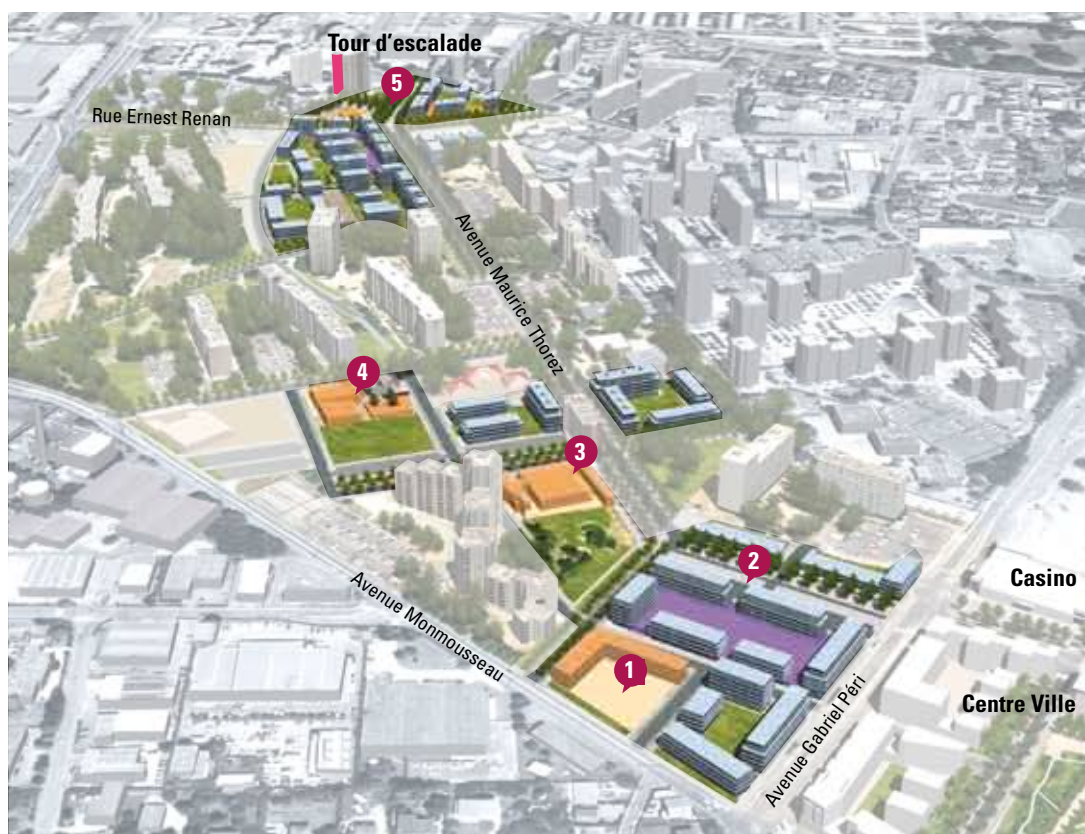 Tour d'escalade
5
Rue Ernest Renan
Avenue Maurice Thorez
4
3
2
Casino
Avenue Monmousseau
1
Centre Ville
Avenue Gabriel Péri